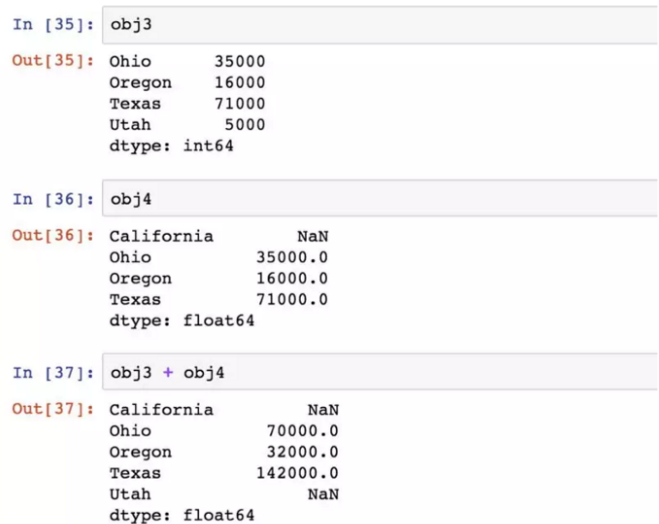 In [35]: obj3
Out[35]: Ohio 35000
Oregon 16000
Texas 71000
Utah 5000
dtype: int64
In [36]: obj4
Out[36]: California NaN
Ohio 35000.0
Oregon 16000.0
Texas 71000.0
dtype: float64
In [37]: obj3 + obj4
Out[37]: California NaN
Ohio 70000.0
Oregon 32000.0
Texas 142000.0
Utah NaN
dtype: float64